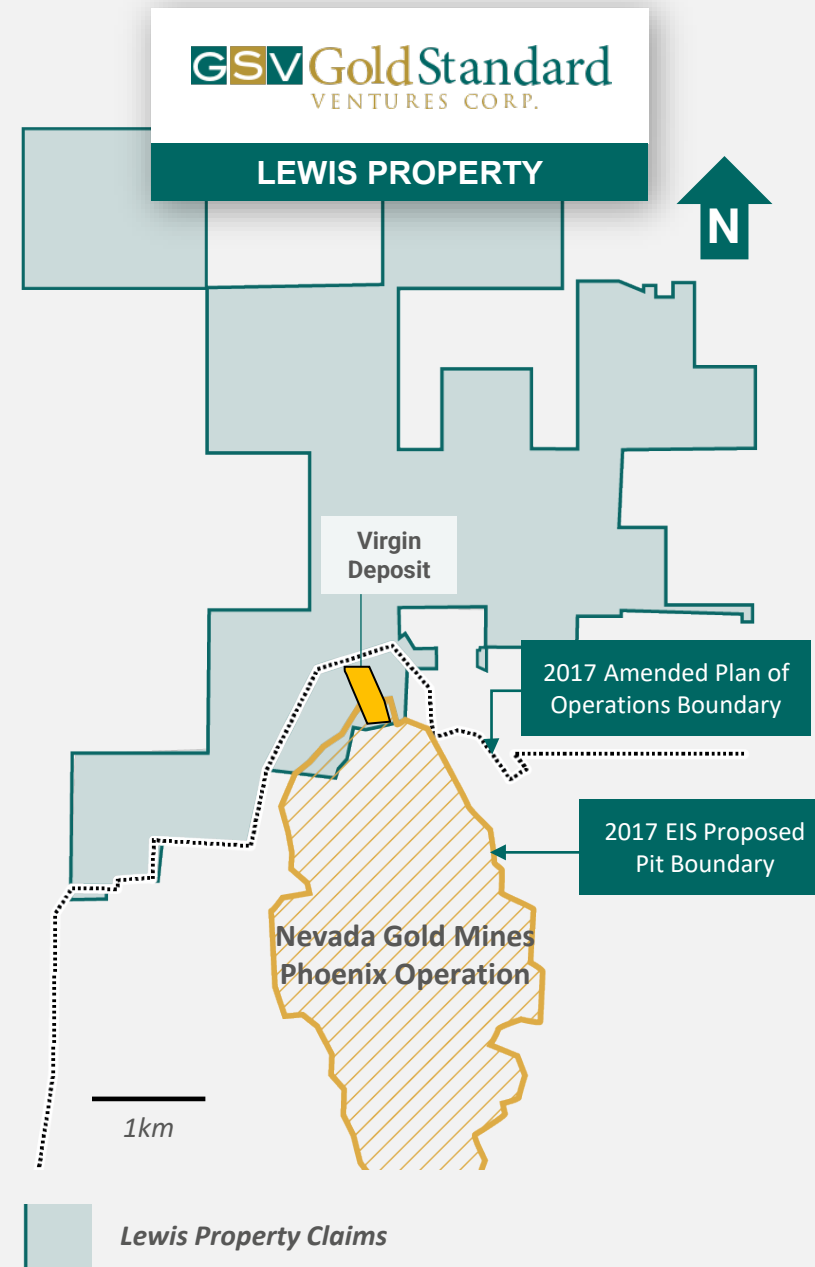 GSV Gold Standard
VENTURES CORP.
LEWIS PROPERTY
N
Virgin
Deposit
2017 Amended Plan of
Operations Boundary
2017 EIS Proposed
Pit Boundary
Nevada Gold Mines
Phoenix Operation
1km
Lewis Property Claims